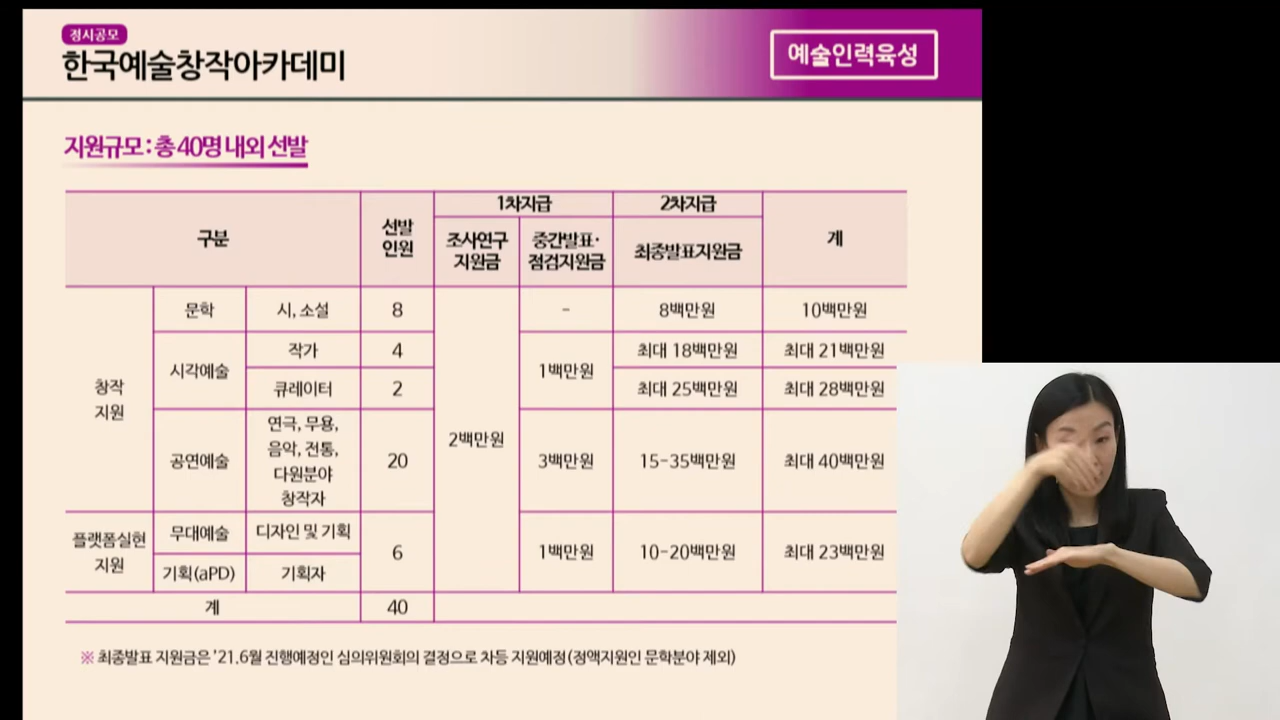 정시공모
한국예술창작아카데미
예술인력육성
지원규모 : 총 40명 내외 선발
구분
선발
인원
1차지급
2차지급
계
조사연구
지원금
중간발표·
점검지원금
최종발표지원금
창작
지원
문학
시, 소설
8
2백만원
-
8백만원
10백만원
시각예술
작가
4
1백만원
최대 18백만원
최대 21백만원
큐레이터
2
최대 25백만원
최대 28백만원
공연예술
연극, 무용,
음악, 전통,
다원분야
창작자
20
3백만원
15-35백만원
최대 40백만원
플랫폼실현
지원
무대예술
디자인 및 기획
6
1백만원
10-20백만원
최대 23백만원
기획(aPD)
기획자
계
40
※ 최종발표 지원금은 '21.6월 진행예정인 심의위원회의 결정으로 차등 지원예정(정액지원인 문학분야 제외)